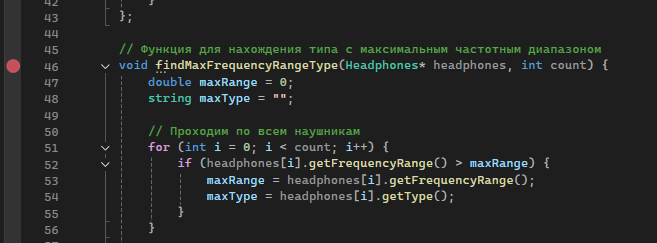 42 }
43 };
44
45 // Функция для нахождения типа с максимальным частотным диапазоном
46 void findMaxFrequencyRangeType(Headphones* headphones, int count) {
47 double maxRange = 0;
48 string maxType = "";
49
50 // Проходим по всем наушникам
51 for (int i = 0; i < count; i++) {
52 if (headphones[i].getFrequencyRange() > maxRange) {
53 maxRange = headphones[i].getFrequencyRange();
54 maxType = headphones[i].getType();
55 }
56 }